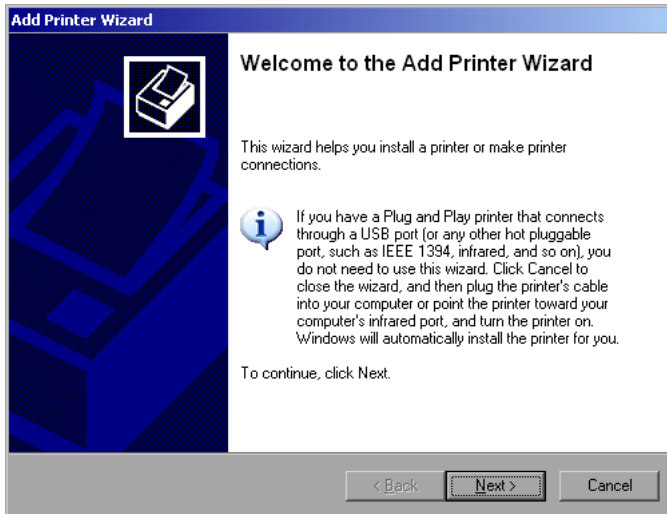 Add Printer Wizard
Welcome to the Add Printer Wizard
This wizard helps you install a printer or make printer
connections.
If you have a Plug and Play printer that connects
through a USB port (or any other hot pluggable
port, such as IEEE 1394, infrared, and so on), you
do not need to use this wizard. Click Cancel to
close the wizard, and then plug the printer's cable
into your computer or point the printer toward your
computer's infrared port, and turn the printer on.
Windows will automatically install the printer for you.
To continue, click Next.
< Back Next > Cancel